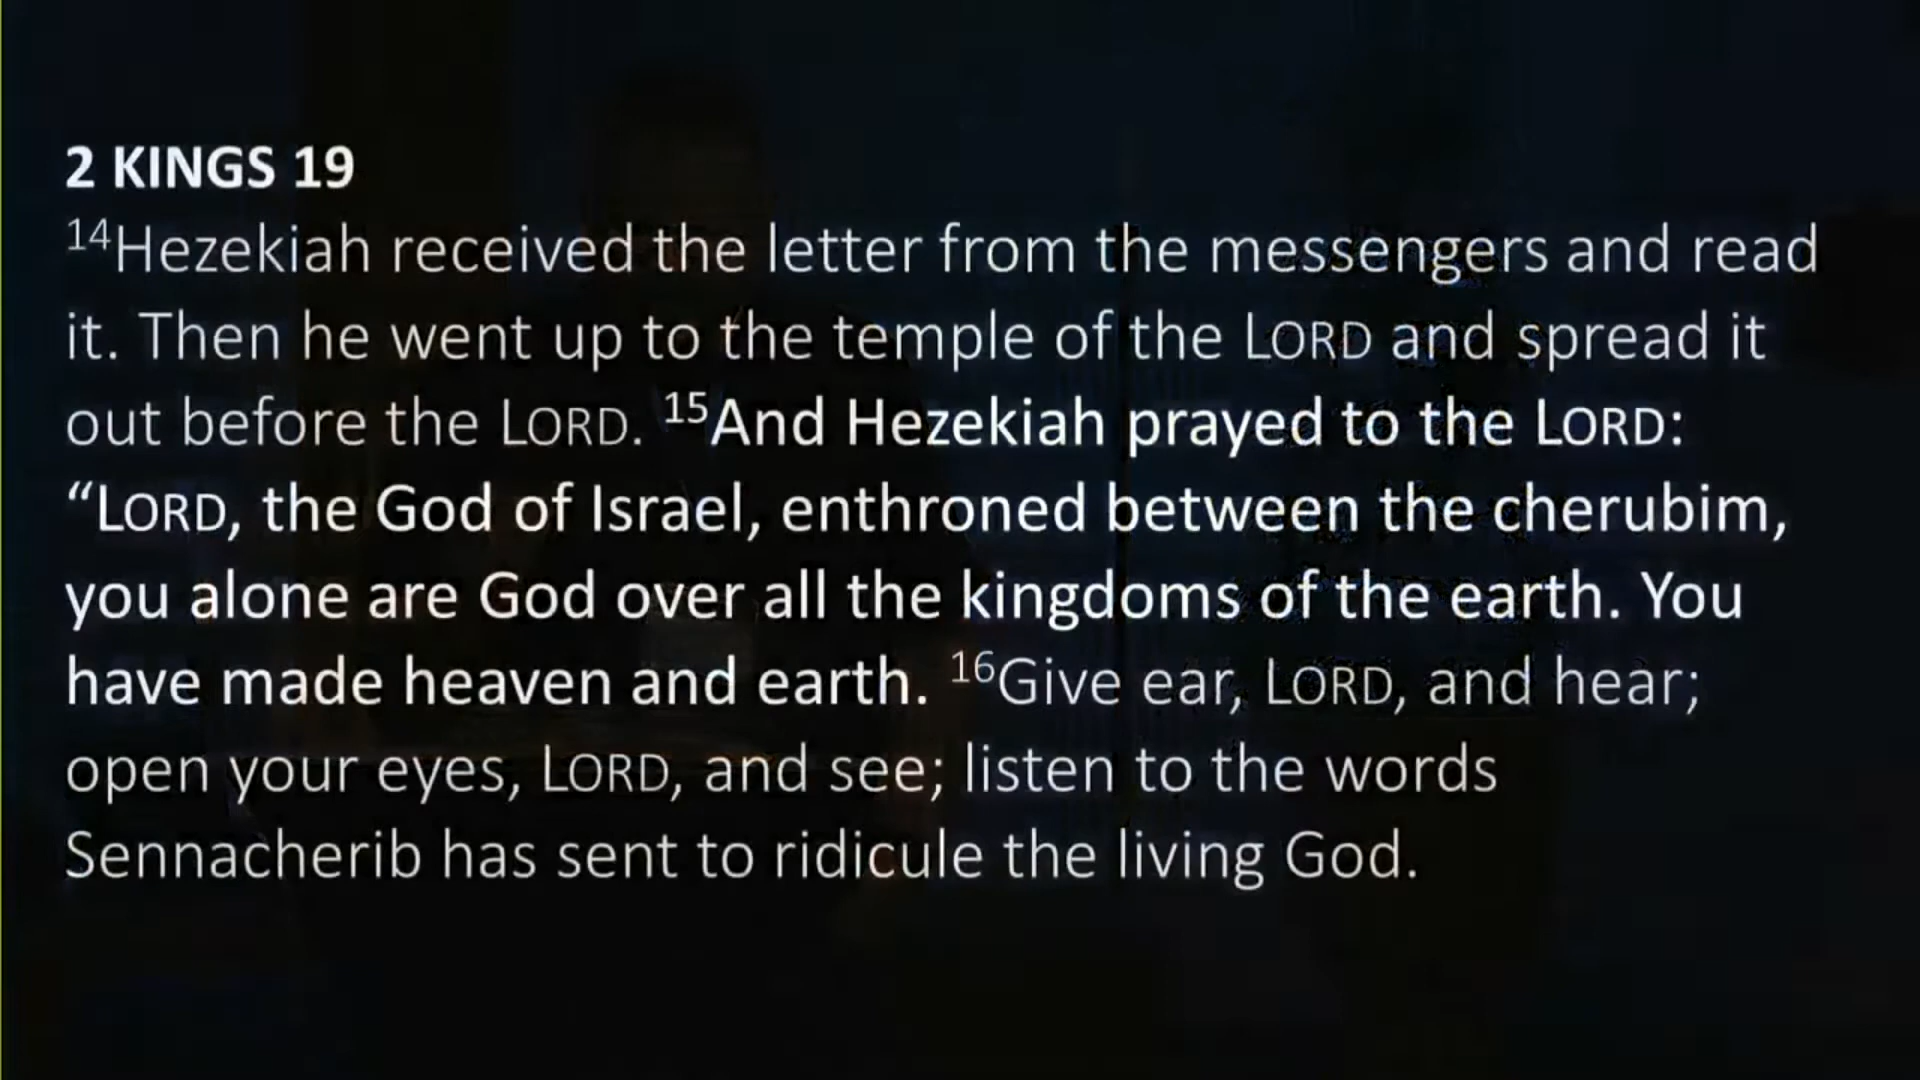 2 KINGS 19
14Hezekiah received the letter from the messengers and read
it. Then he went up to the temple of the LORD and spread it
out before the LORD. 15And Hezekiah prayed to the LORD:
“LORD, the God of Israel, enthroned between the cherubim,
you alone are God over all the kingdoms of the earth. You
have made heaven and earth. 16Give ear, LORD, and hear;
open your eyes, LORD, and see; listen to the words
Sennacherib has sent to ridicule the living God.